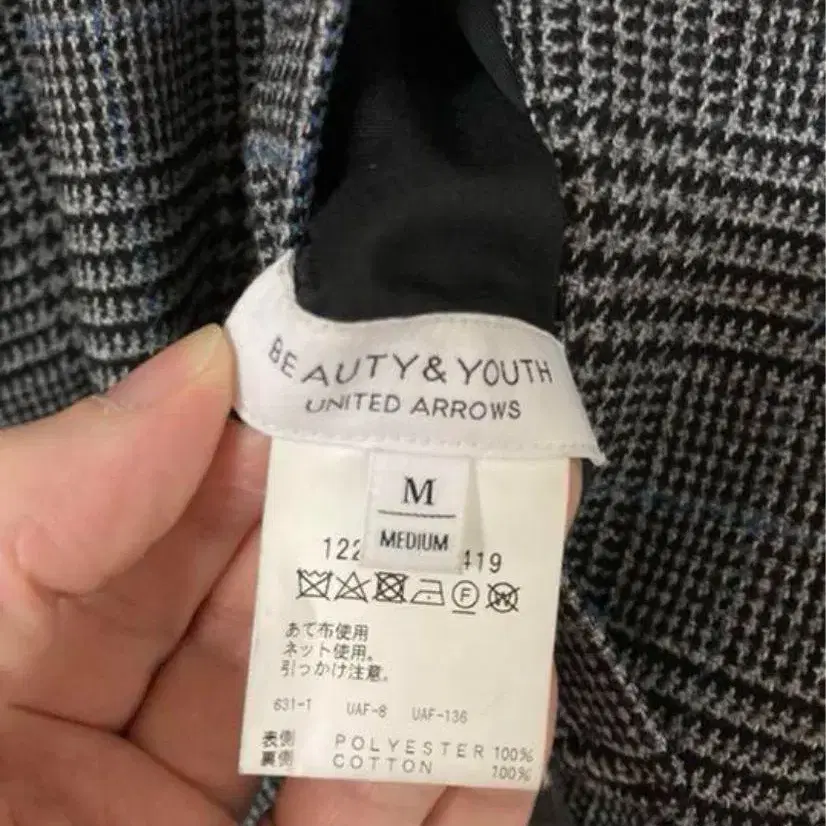 BEAUTY & YOUTH
UNITED ARROWS
M
MEDIUM
122 419
F W
あて布使用
ネット使用。
引っかけ注意。
631-1 UAF-8 UAF-136
表側 POLYESTER 100%
裏側 COTTON 100%